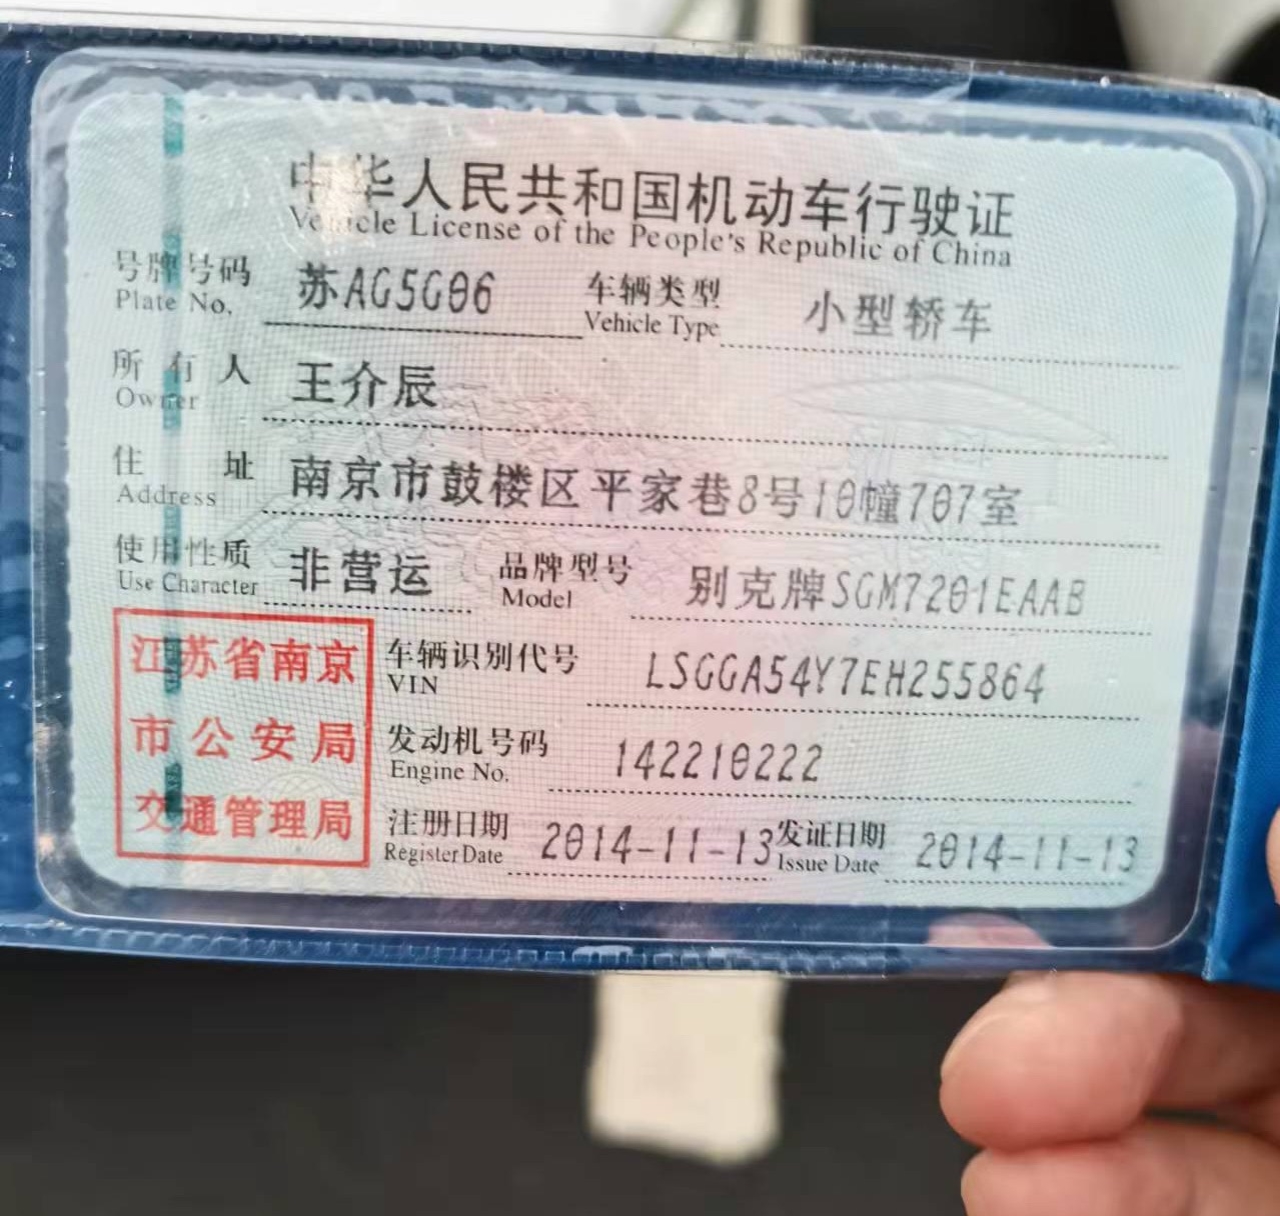 中华人民共和国机动车行驶证
Vehicle License of the People's Republic of China
号牌号码 苏AG5G06 车辆类型 小型轿车
Plate No. Vehicle Type
所有人 王介辰
Owner
住址 南京市鼓楼区平家巷8号10幢707室
Address
使用性质 非营运 品牌型号 别克牌SGM7201EAAB
Use Character Model
江苏省南京
市公安局
交通管理局
车辆识别代号 LSGGA54Y7EH255864
VIN
发动机号码 142210222
Engine No.
注册日期 2014-11-13 发证日期 2014-11-13
Register Date Issue Date